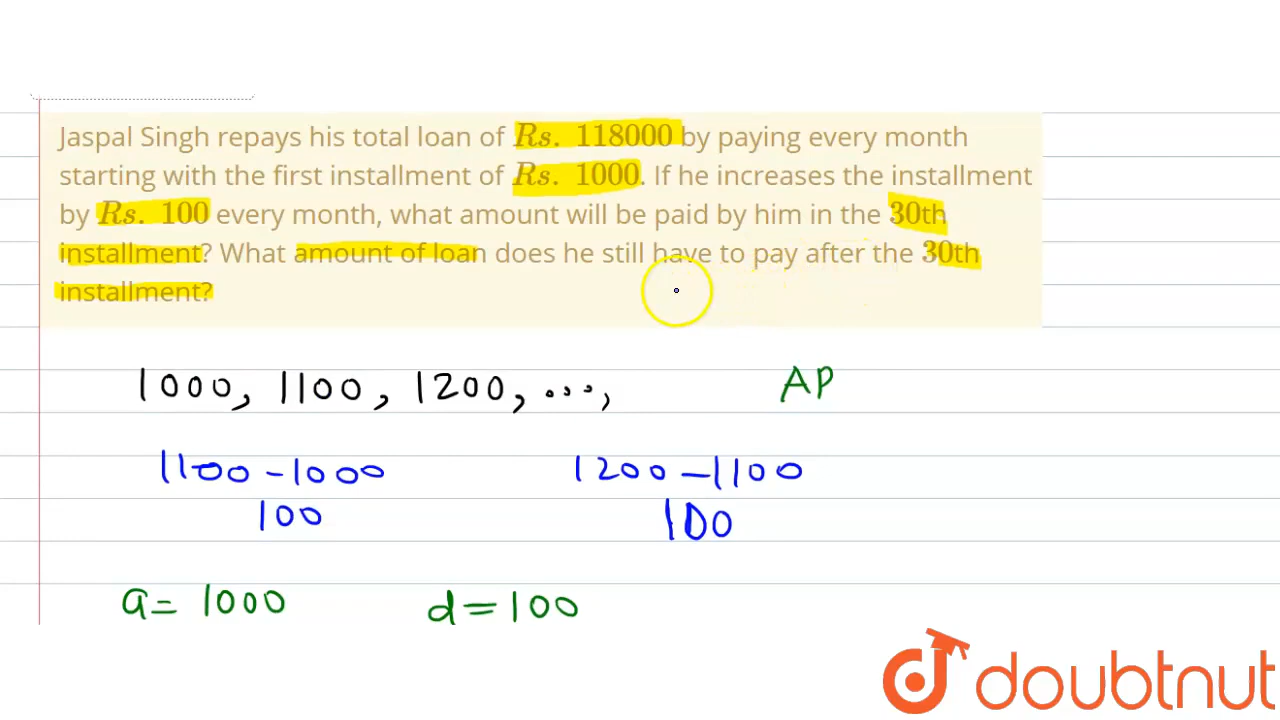 Jaspal Singh repays his total loan of Rs. 118000 by paying every month
starting with the first installment of Rs. 1000. If he increases the installment
by Rs. 100 every month, what amount will be paid by him in the 30th
installment? What amount of loan does he still have to pay after the 30th
installment?
1000, 1100, 1200, ..., AP
1100-1000 1200-1100
100 100
a= 1000 d=100
doubtnut